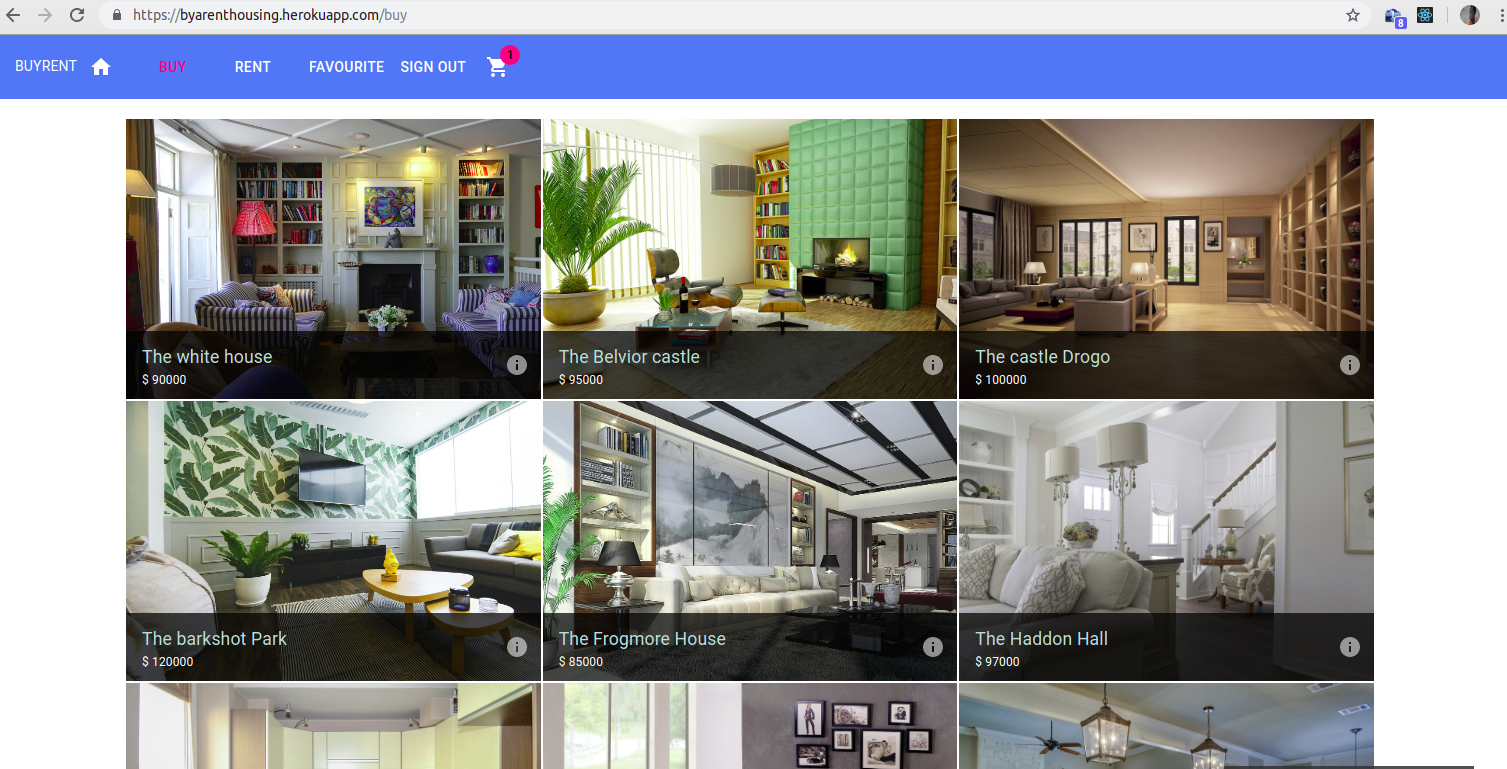 https://byarenthousing.herokuapp.com/buy
8
BUYRENT BUY RENT FAVOURITE SIGN OUT 1
The white house
$ 90000
The Belvior castle
$ 95000
The castle Drogo
$ 100000
The barkshot Park
$ 120000
The Frogmore House
$ 85000
The Haddon Hall
$ 97000